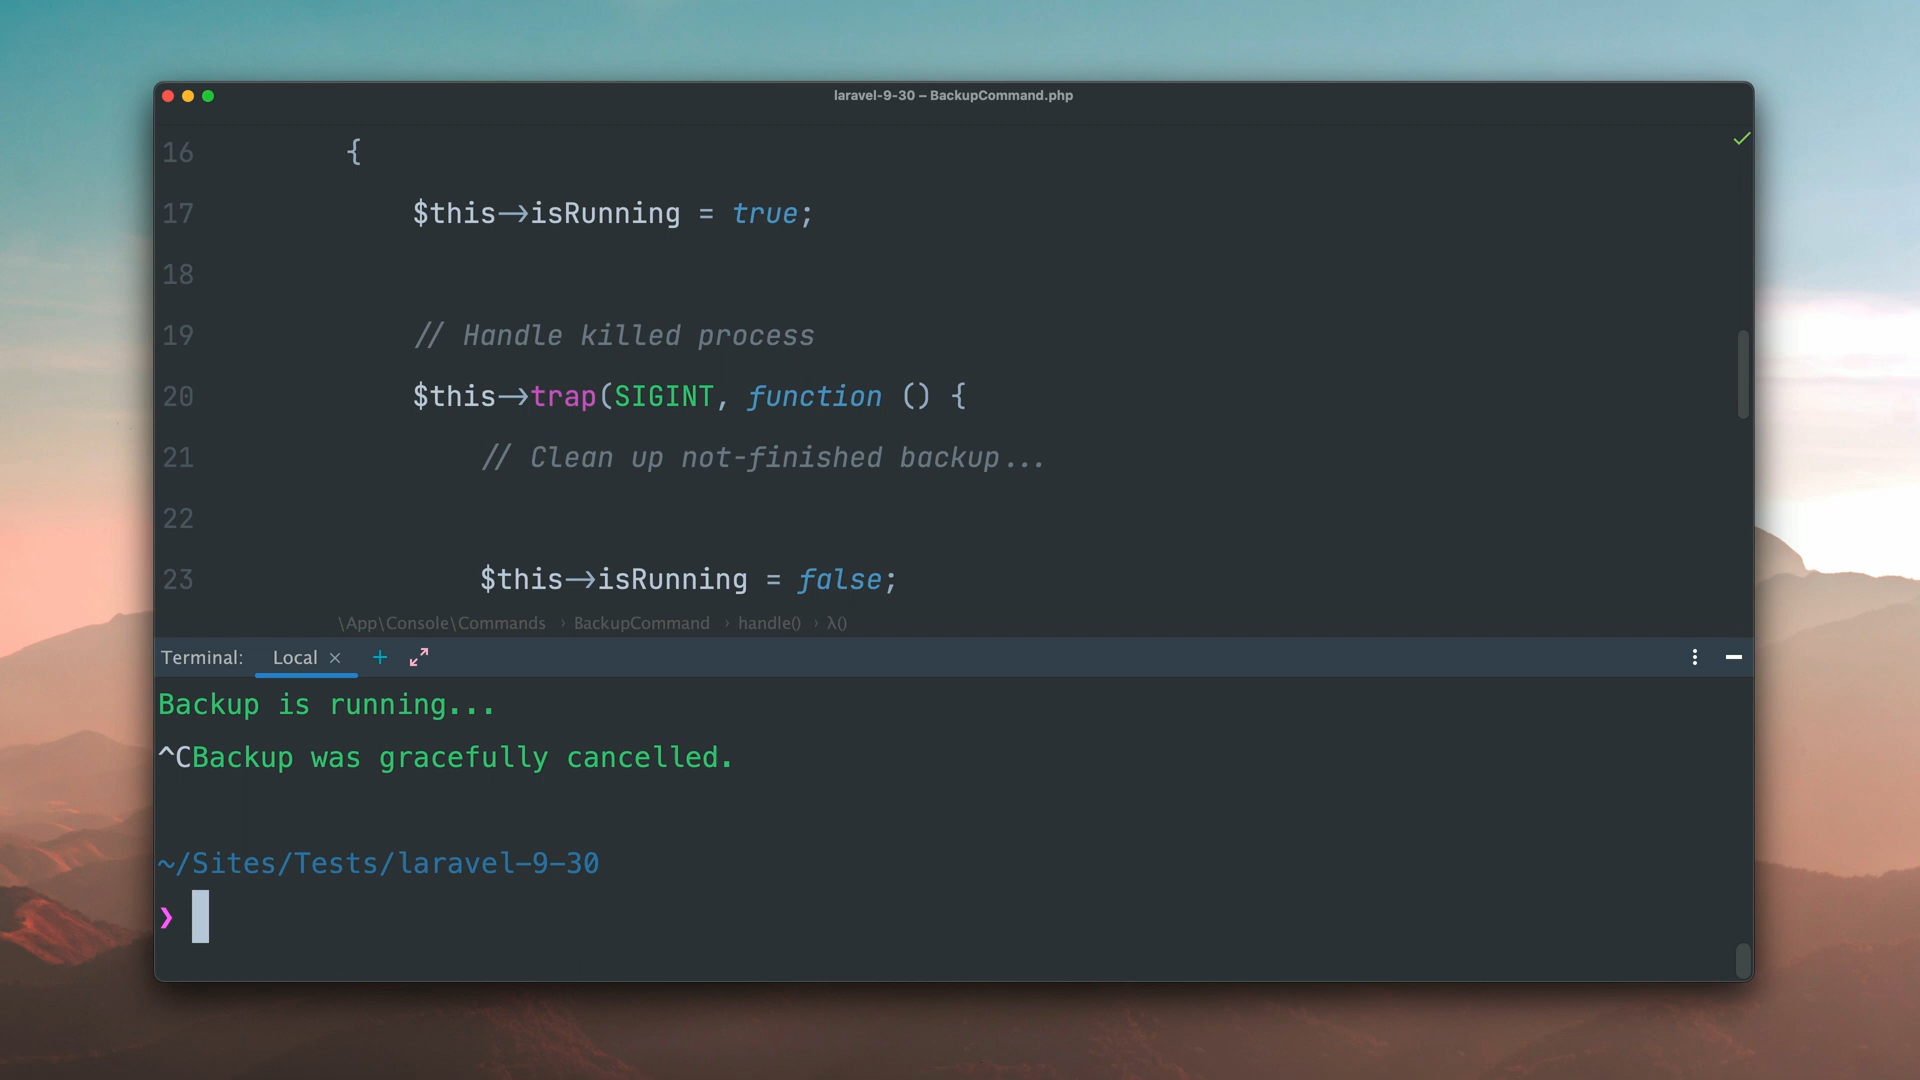 laravel-9-30 – BackupCommand.php
16 {
17 $this->isRunning = true;
18
19 // Handle killed process
20 $this->trap(SIGINT, function () {
21 // Clean up not-finished backup...
22
23 $this->isRunning = false;
\App\Console\Commands › BackupCommand › handle() › λ()
Terminal: Local × +
Backup is running...
^CBackup was gracefully cancelled.
~/Sites/Tests/laravel-9-30
❯